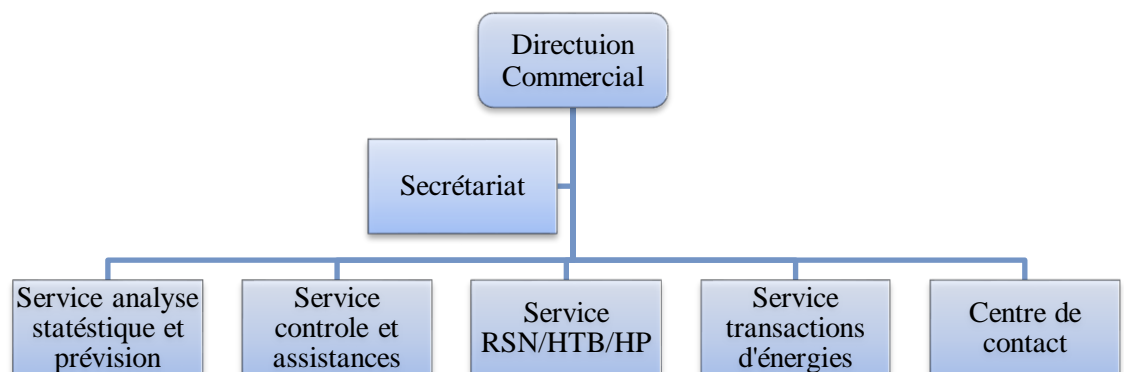 Directuion
Commercial
Secrétariat
Service analyse
statéstique et
prévision
Service
controle et
assistances
Service
RSN/HTB/HP
Service
transactions
d'énergies
Centre de
contact